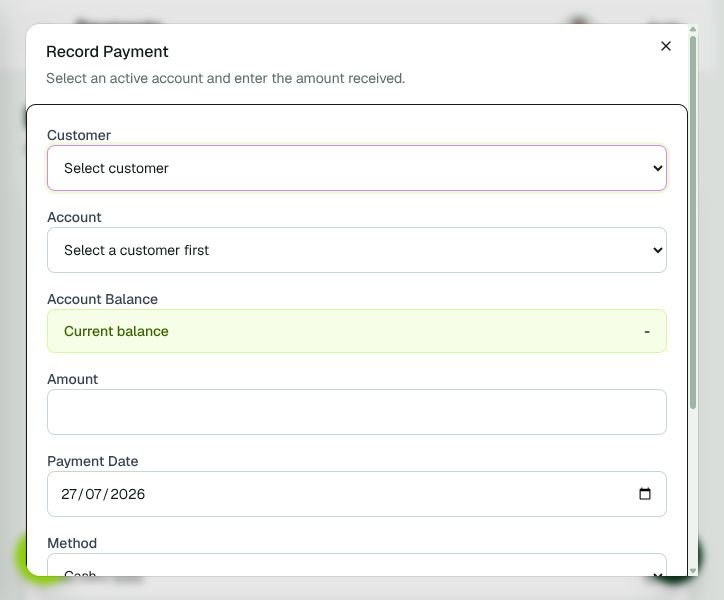 Record Payment
Select an active account and enter the amount received.
Customer
Select customer
Account
Select a customer first
Account Balance
Current balance -
Amount
Payment Date
27/07/2026
Method
Cash